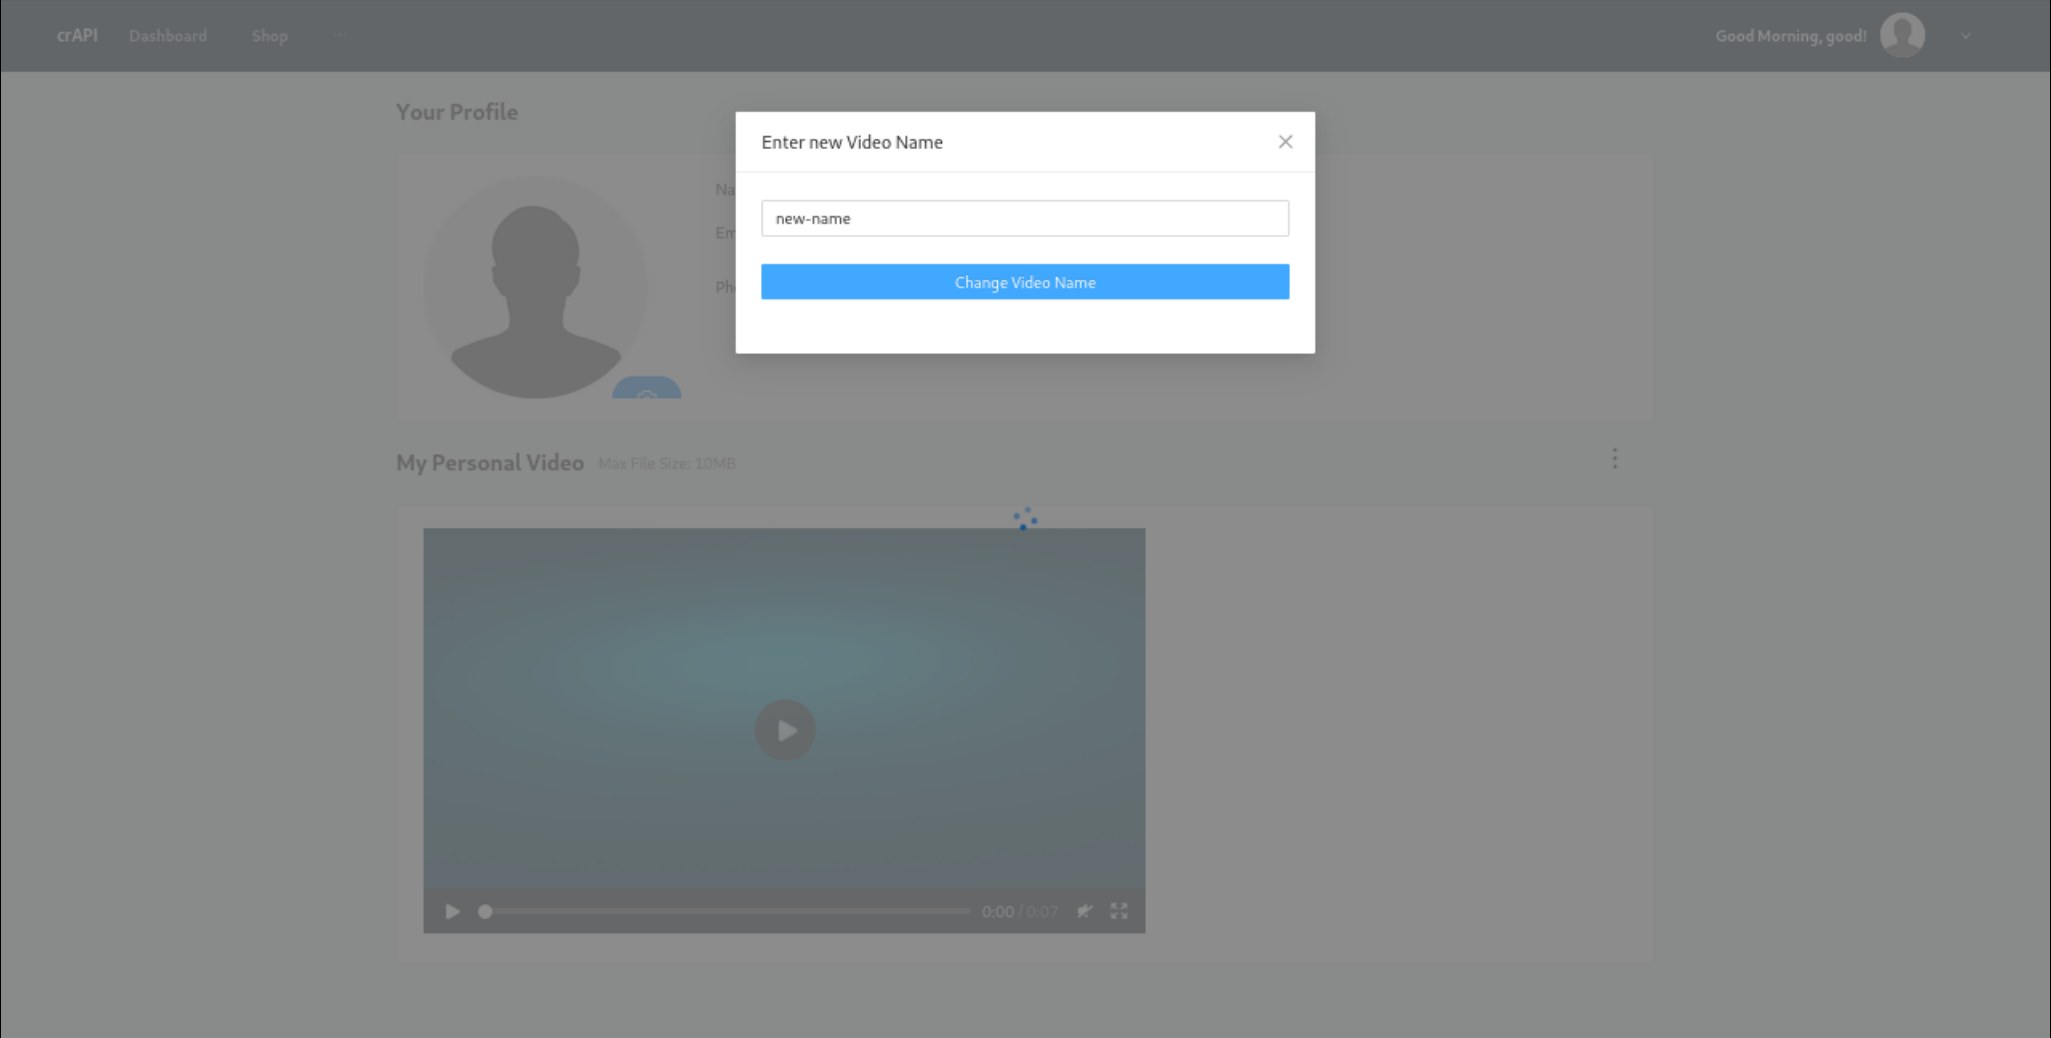 crAPI Dashboard Shop ··· Good Morning, good!
Your Profile
Enter new Video Name
Na
new-name
Em
Change Video Name
Ph
My Personal Video Max File Size: 10MB
0:00 / 0:07